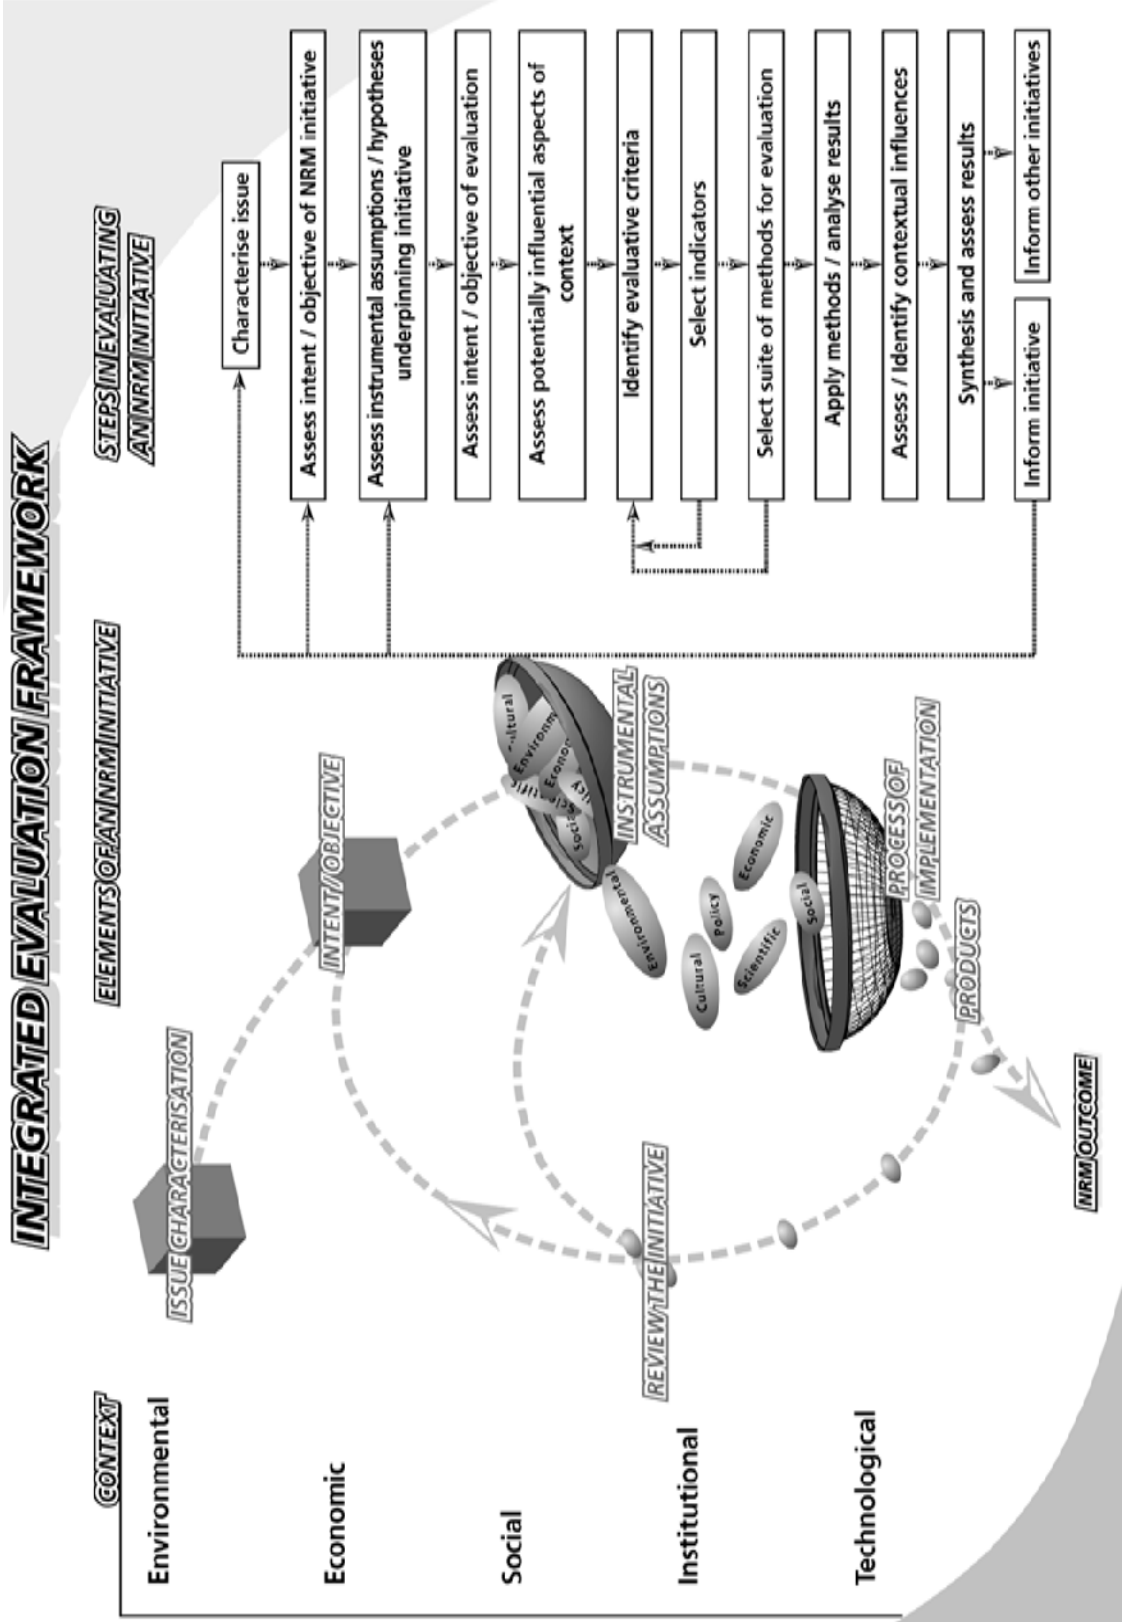 INTEGRATED EVALUATION FRAMEWORK
CONTEXT
Environmental
Economic
Social
Institutional
Technological
ELEMENTS OF AN NRM INITIATIVE
ISSUE CHARACTERISATION
INTENT / OBJECTIVE
INSTRUMENTAL
ASSUMPTIONS
Social
Environmental
Cultural
Policy
Economic
Scientific
Social
PROCESS OF
IMPLEMENTATION
PRODUCTS
REVIEW THE INITIATIVE
NRM OUTCOME
STEPS IN EVALUATING
AN NRM INITIATIVE
Characterise issue
Assess intent / objective of NRM initiative
Assess instrumental assumptions / hypotheses
underpinning initiative
Assess intent / objective of evaluation
Assess potentially influential aspects of
context
Identify evaluative criteria
Select indicators
Select suite of methods for evaluation
Apply methods / analyse results
Assess / Identify contextual influences
Synthesis and assess results
Inform initiative
Inform other initiatives